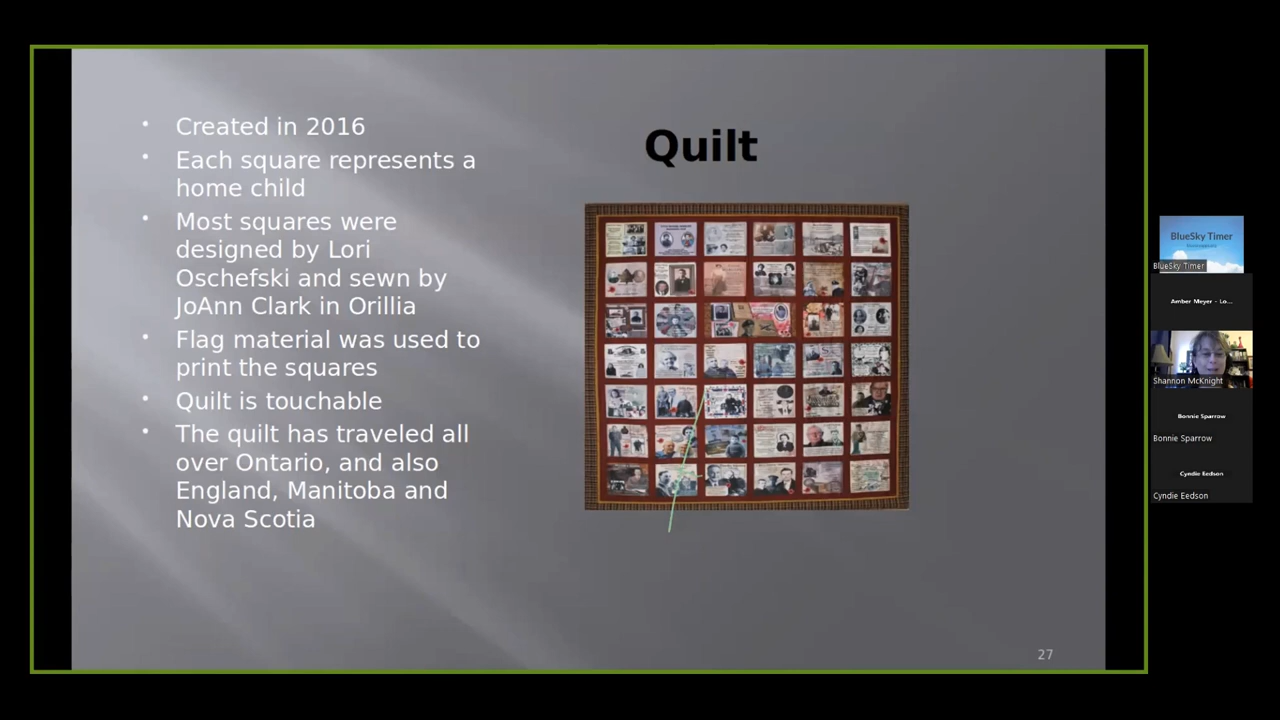 Quilt
• Created in 2016
• Each square represents a
home child
• Most squares were
designed by Lori
Oschefski and sewn by
JoAnn Clark in Orillia
• Flag material was used to
print the squares
• Quilt is touchable
• The quilt has traveled all
over Ontario, and also
England, Manitoba and
Nova Scotia
27
BlueSky Timer
BlueSky Timer
Amber Meyer - Lo...
Shannon McKnight
Bonnie Sparrow
Bonnie Sparrow
Cyndie Eedson
Cyndie Eedson